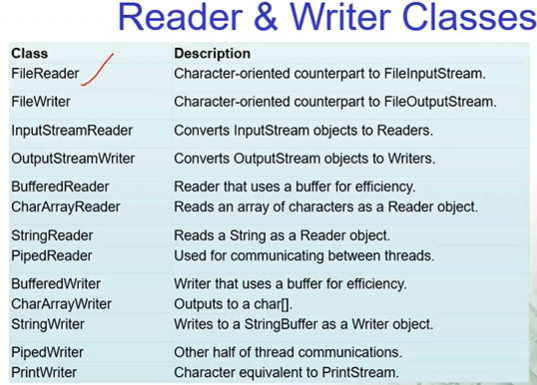 Reader & Writer Classes
Class Description
FileReader Character-oriented counterpart to FileInputStream.
FileWriter Character-oriented counterpart to FileOutputStream.
InputStreamReader Converts InputStream objects to Readers.
OutputStreamWriter Converts OutputStream objects to Writers.
BufferedReader Reader that uses a buffer for efficiency.
CharArrayReader Reads an array of characters as a Reader object.
StringReader Reads a String as a Reader object.
PipedReader Used for communicating between threads.
BufferedWriter Writer that uses a buffer for efficiency.
CharArrayWriter Outputs to a char[].
StringWriter Writes to a StringBuffer as a Writer object.
PipedWriter Other half of thread communications.
PrintWriter Character equivalent to PrintStream.